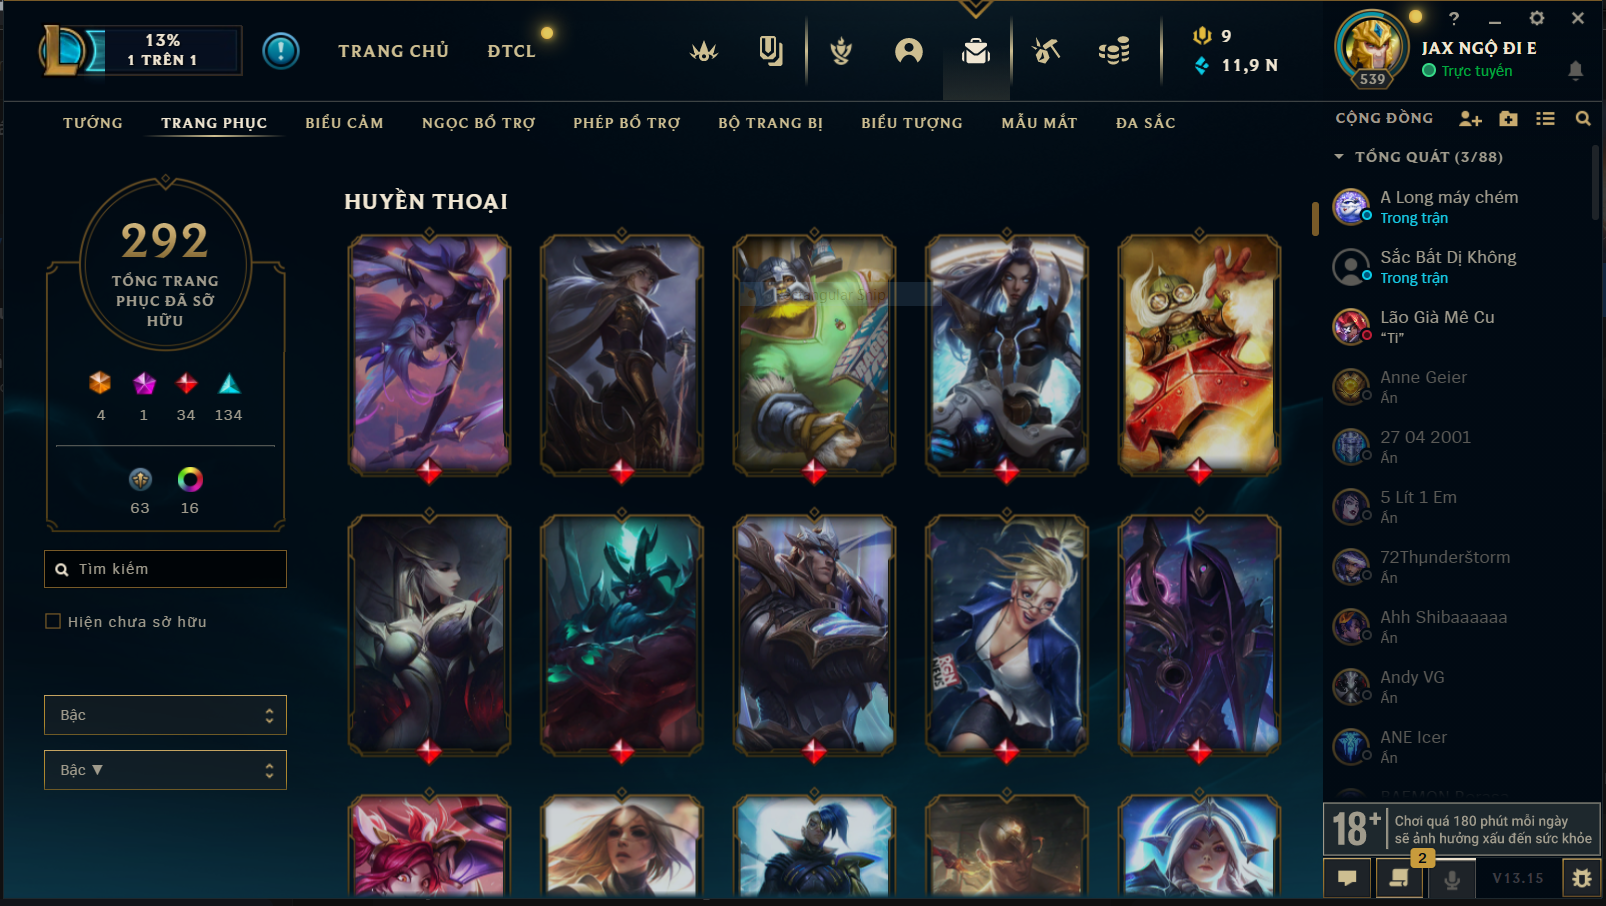 13%
1 TRÊN 1
TRANG CHỦ
ĐTCL
9
11,9 N
?
JAX NGỘ ĐI E
Trực tuyến
539
TƯỚNG
TRANG PHỤC
BIỂU CẢM
NGỌC BỔ TRỢ
PHÉP BỔ TRỢ
BỘ TRANG BỊ
BIỂU TƯỢNG
MẪU MẮT
ĐA SẮC
292
TỔNG TRANG
PHỤC ĐÃ SỞ
HỮU
4
1
34
134
63
16
Tìm kiếm
Hiện chưa sở hữu
Bậc
Bậc ▼
HUYỀN THOẠI
CỘNG ĐỒNG
TỔNG QUÁT (3/88)
A Long máy chém
Trong trận
Sắc Bất Dị Không
Trong trận
Lão Già Mê Cu
“Ti”
Anne Geier
Ẩn
27 04 2001
Ẩn
5 Lít 1 Em
Ẩn
72Thµnderštorm
Ẩn
Ahh Shibaaaaaa
Ẩn
Andy VG
Ẩn
ANE Icer
Ẩn
18+
Chơi quá 180 phút mỗi ngày
sẽ ảnh hưởng xấu đến sức khỏe
2
V13.15